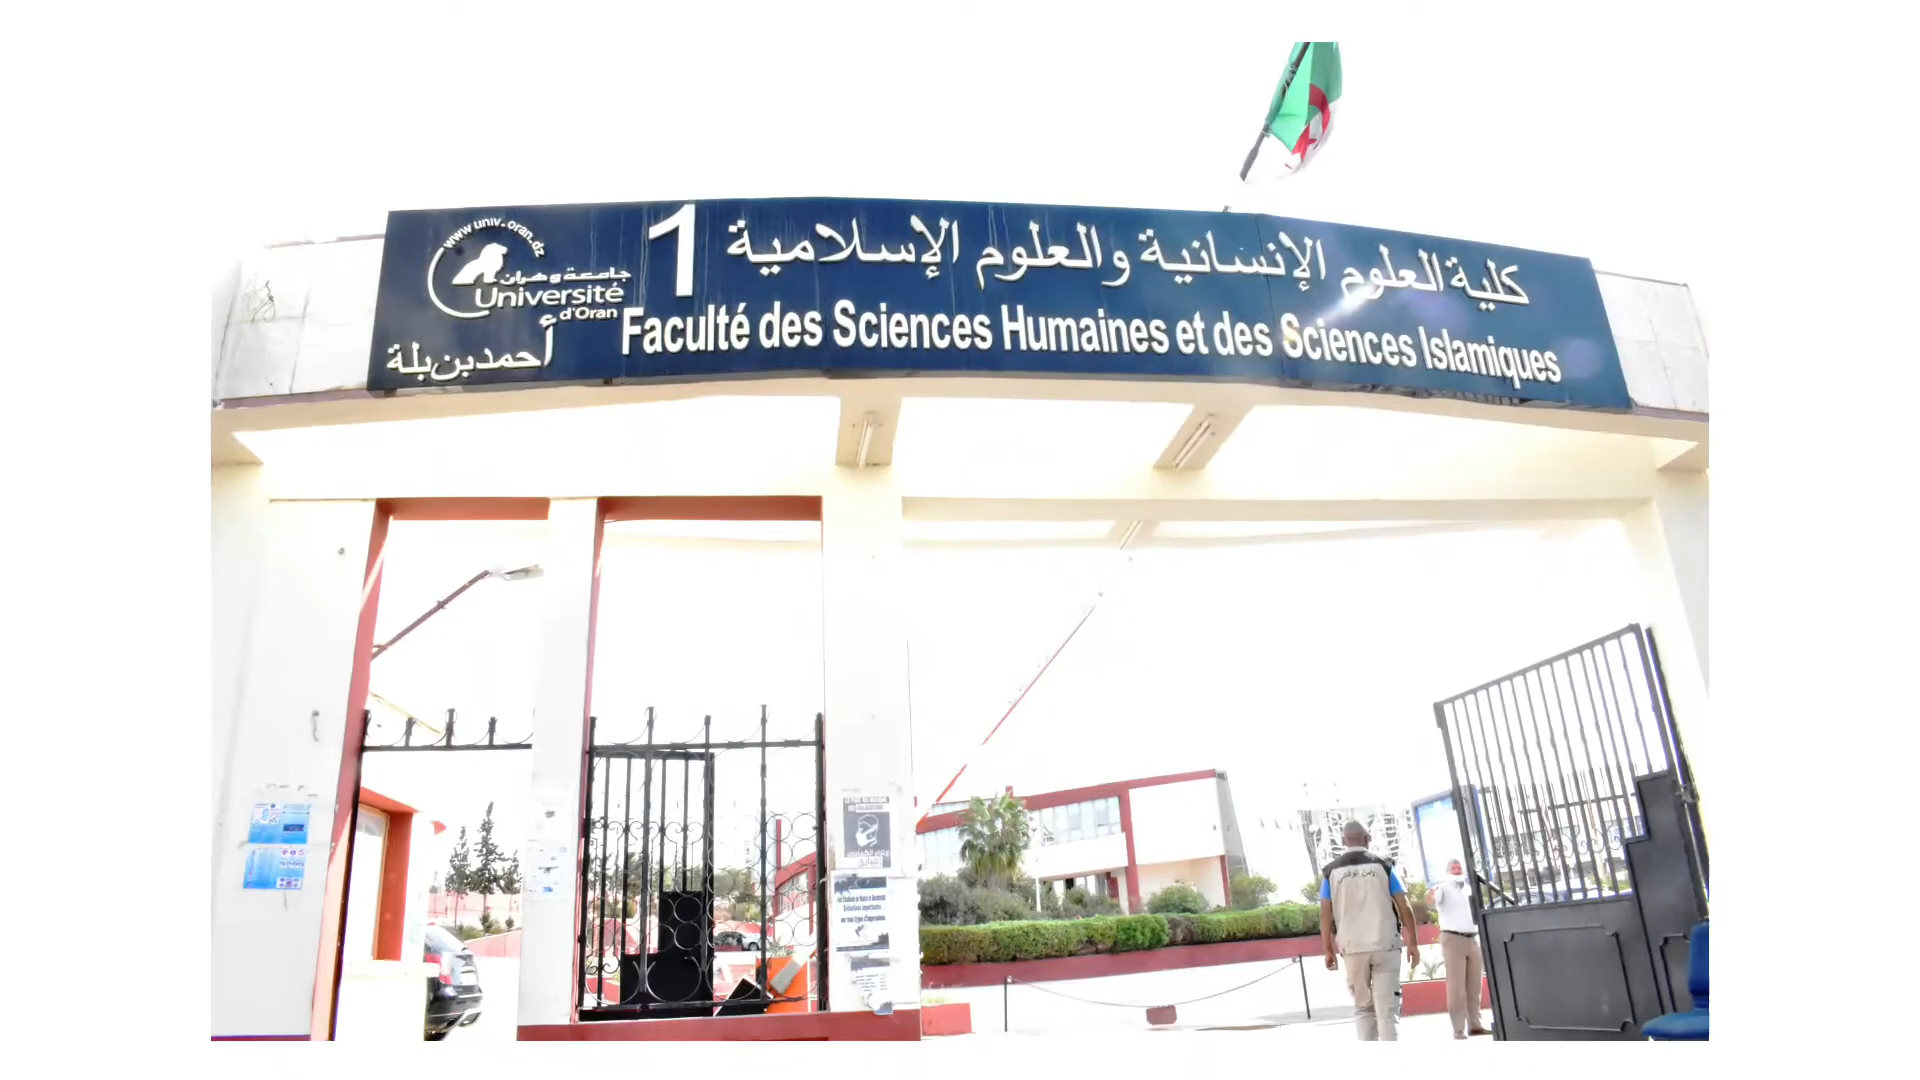 كلية العلوم الإنسانية والعلوم الإسلامية
1
Faculté des Sciences Humaines et des Sciences Islamiques
www.univ-oran.dz
جامعة وهران
Université
d'Oran
أحمد بن بلة